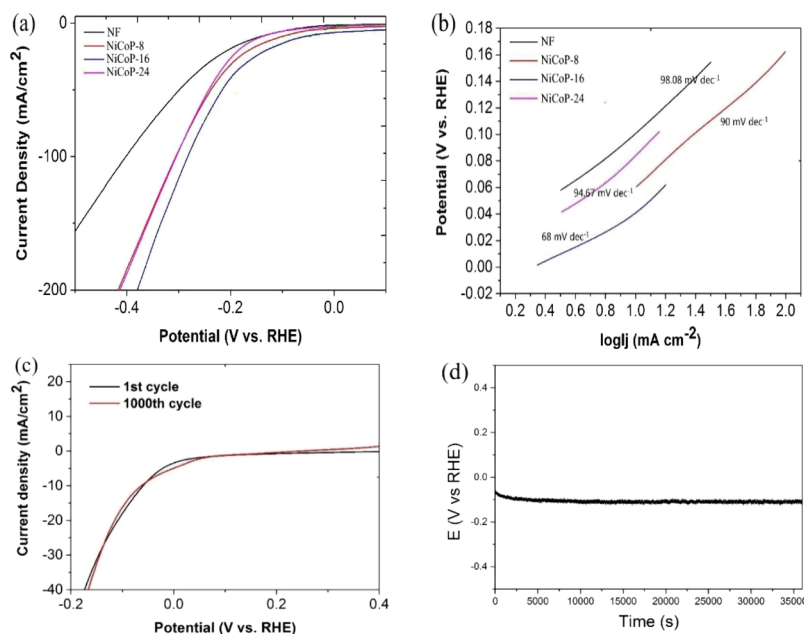 (a)
NF
NiCoP-8
NiCoP-16
NiCoP-24
Current Density (mA/cm²)
0
-100
-200
-0.4
-0.2
0.0
Potential (V vs. RHE)
(b)
NF
NiCoP-8
NiCoP-16
NiCoP-24
98.08 mV dec⁻¹
90 mV dec⁻¹
94.67 mV dec⁻¹
68 mV dec⁻¹
Potential (V vs. RHE)
0.18
0.16
0.14
0.12
0.10
0.08
0.06
0.04
0.02
0.00
-0.02
0.2 0.4 0.6 0.8 1.0 1.2 1.4 1.6 1.8 2.0
logIj (mA cm⁻²)
(c)
1st cycle
1000th cycle
Current density (mA/cm²)
20
10
0
-10
-20
-30
-40
-0.2 0.0 0.2 0.4
Potential (V vs. RHE)
(d)
E (V vs RHE)
0.4
0.2
0.0
-0.2
-0.4
0 5000 10000 15000 20000 25000 30000 35000
Time (s)